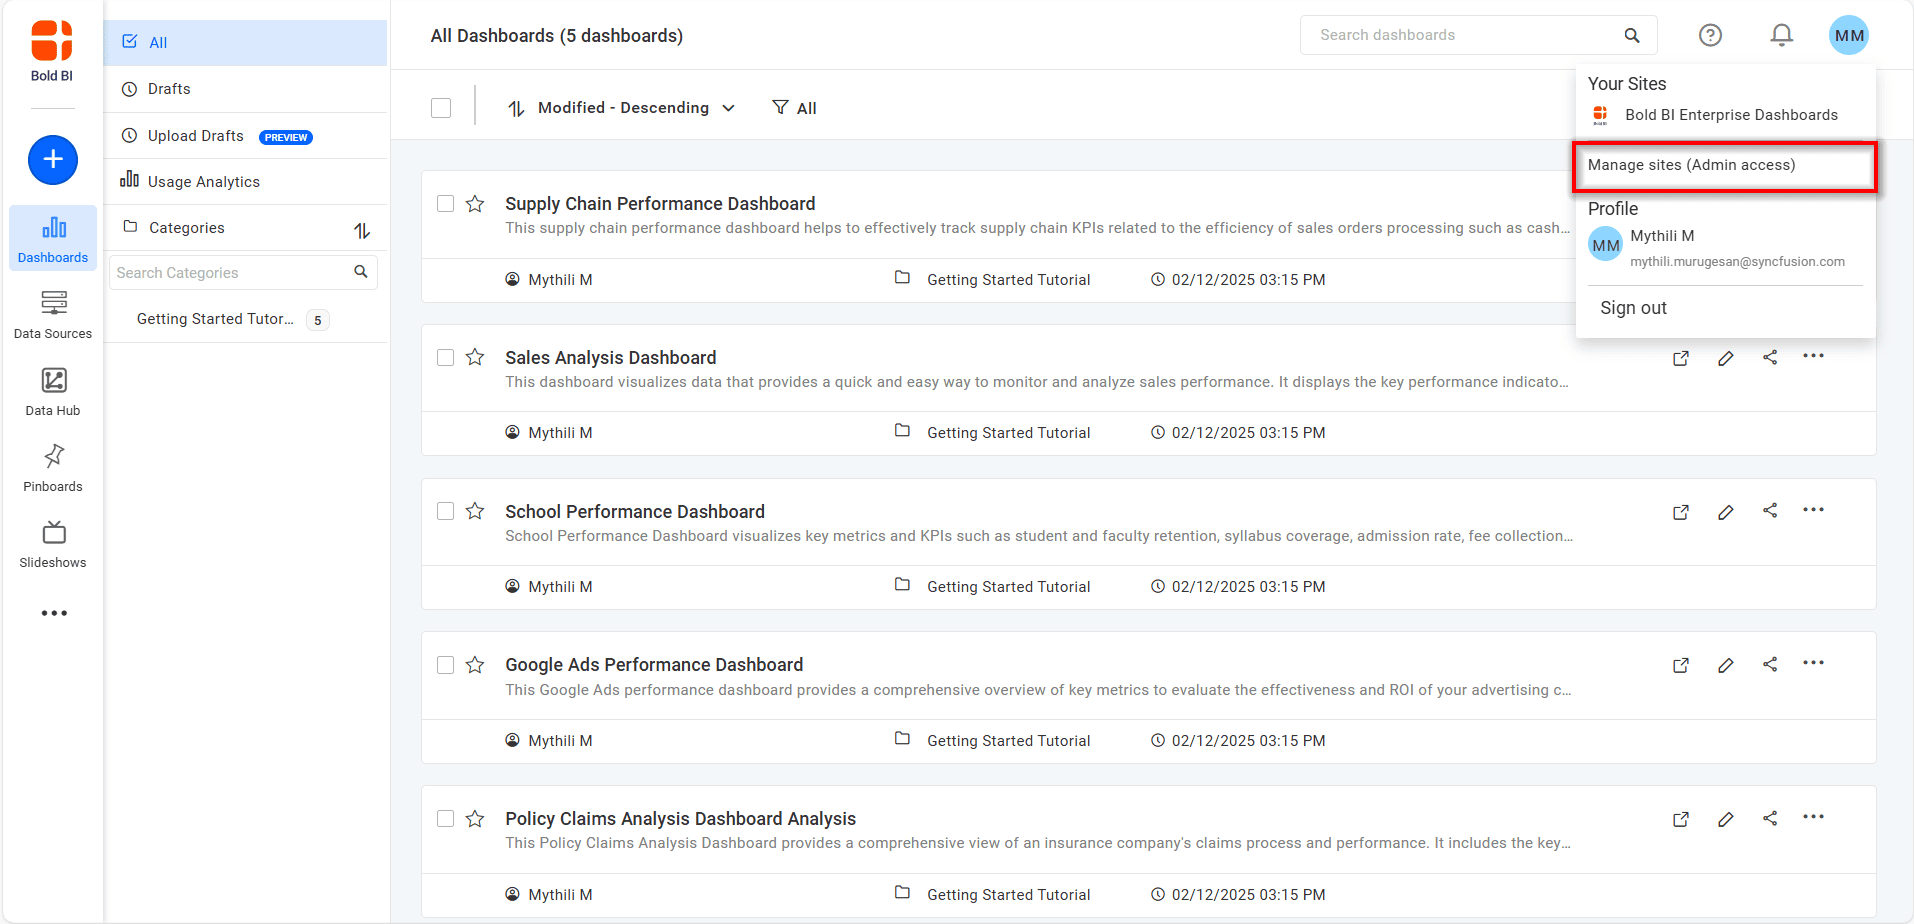 Bold BI
Dashboards
Data Sources
Data Hub
Pinboards
Slideshows
All
Drafts
Upload Drafts PREVIEW
Usage Analytics
Categories
Search Categories
Getting Started Tutor... 5
All Dashboards (5 dashboards)
Search dashboards
MM
Modified - Descending
All
Your Sites
Bold BI Enterprise Dashboards
Manage sites (Admin access)
Profile
MM
Mythili M
mythili.murugesan@syncfusion.com
Sign out
Supply Chain Performance Dashboard
This supply chain performance dashboard helps to effectively track supply chain KPIs related to the efficiency of sales orders processing such as cash...
Mythili M Getting Started Tutorial 02/12/2025 03:15 PM
Sales Analysis Dashboard
This dashboard visualizes data that provides a quick and easy way to monitor and analyze sales performance. It displays the key performance indicato...
Mythili M Getting Started Tutorial 02/12/2025 03:15 PM
School Performance Dashboard
School Performance Dashboard visualizes key metrics and KPIs such as student and faculty retention, syllabus coverage, admission rate, fee collection...
Mythili M Getting Started Tutorial 02/12/2025 03:15 PM
Google Ads Performance Dashboard
This Google Ads performance dashboard provides a comprehensive overview of key metrics to evaluate the effectiveness and ROI of your advertising c...
Mythili M Getting Started Tutorial 02/12/2025 03:15 PM
Policy Claims Analysis Dashboard Analysis
This Policy Claims Analysis Dashboard provides a comprehensive view of an insurance company's claims process and performance. It includes the key...
Mythili M Getting Started Tutorial 02/12/2025 03:15 PM